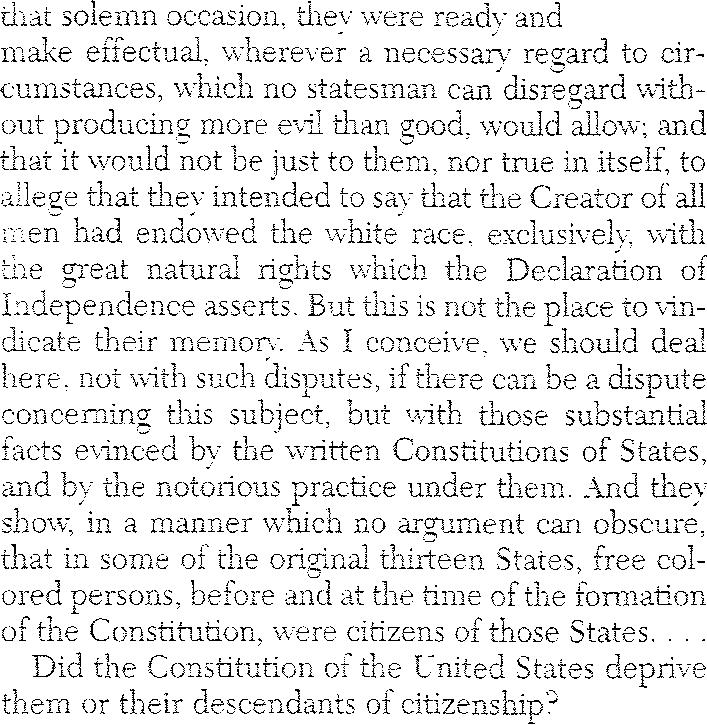 that solemn occasion, they were ready and
make effectual, wherever a necessary regard to cir-
cumstances, which no statesman can disregard with-
out producing more evil than good, would allow; and
that it would not be just to them, nor true in itself, to
allege that they intended to say that the Creator of all
men had endowed the white race, exclusively, with
the great natural rights which the Declaration of
Independence asserts. But this is not the place to vin-
dicate their memory. As I conceive, we should deal
here, not with such disputes, if there can be a dispute
concerning this subject, but with those substantial
facts evinced by the written Constitutions of States,
and by the notorious practice under them. And they
show, in a manner which no argument can obscure,
that in some of the original thirteen States, free col-
ored persons, before and at the time of the formation
of the Constitution, were citizens of those States. . . .
Did the Constitution of the United States deprive
them or their descendants of citizenship?